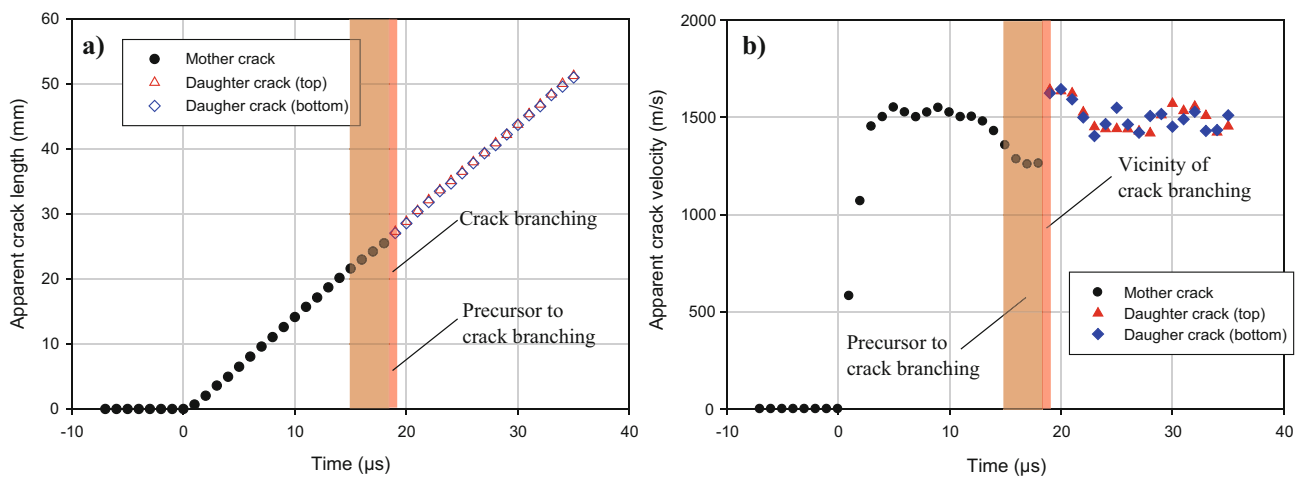 a)
Mother crack
Daughter crack (top)
Daugher crack (bottom)
Crack branching
Precursor to
crack branching
60
50
40
30
20
10
0
-10
0
10
20
30
40
Apparent crack length (mm)
Time (µs)
b)
Vicinity of
crack branching
Mother crack
Daughter crack (top)
Daugher crack (bottom)
Precursor to
crack branching
2000
1500
1000
500
0
-10
0
10
20
30
40
Apparent crack velocity (m/s)
Time (µs)